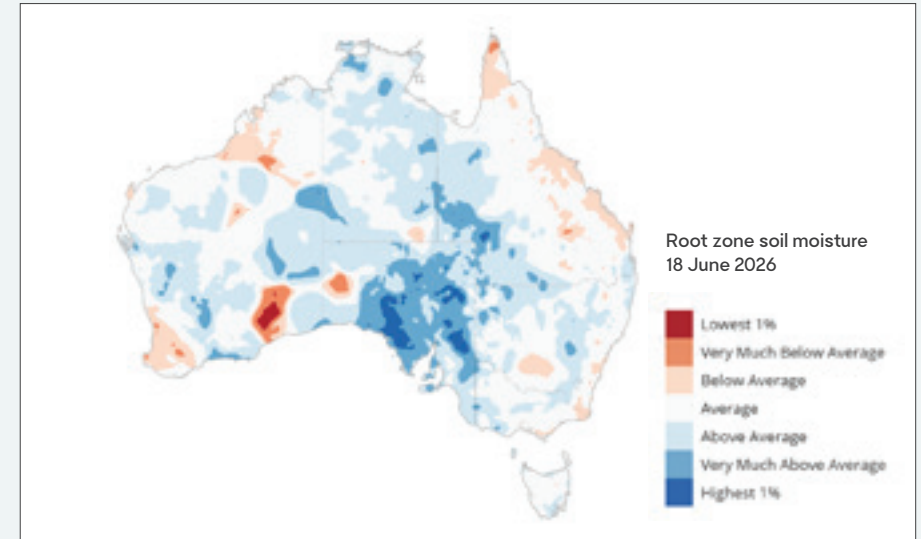 Root zone soil moisture
18 June 2026
Lowest 1%
Very Much Below Average
Below Average
Average
Above Average
Very Much Above Average
Highest 1%